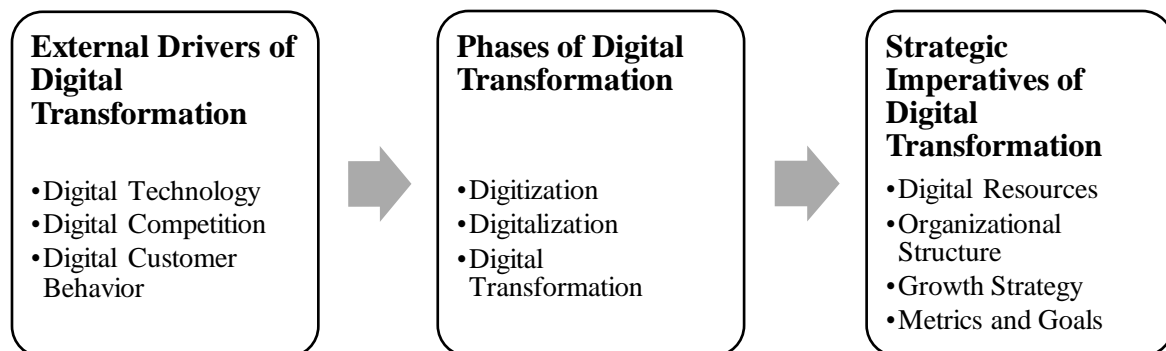 External Drivers of
Digital
Transformation
•Digital Technology
•Digital Competition
•Digital Customer
Behavior
Phases of Digital
Transformation
•Digitization
•Digitalization
•Digital
Transformation
Strategic
Imperatives of
Digital
Transformation
•Digital Resources
•Organizational
Structure
•Growth Strategy
•Metrics and Goals